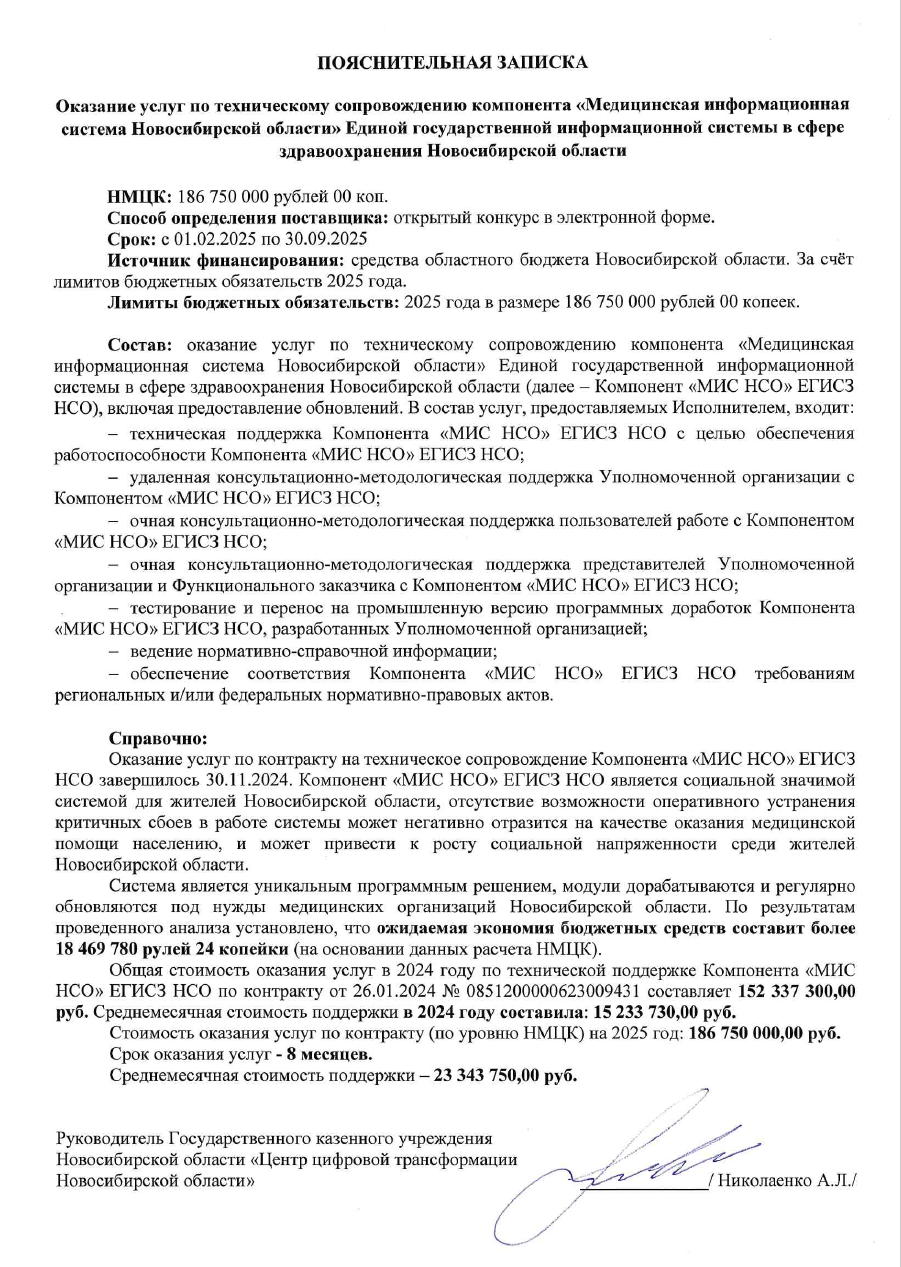 ПОЯСНИТЕЛЬНАЯ ЗАПИСКА
Оказание услуг по техническому сопровождению компонента «Медицинская информационная
система Новосибирской области» Единой государственной информационной системы в сфере
здравоохранения Новосибирской области
НМЦК: 186 750 000 рублей 00 коп.
Способ определения поставщика: открытый конкурс в электронной форме.
Срок: с 01.02.2025 по 30.09.2025
Источник финансирования: средства областного бюджета Новосибирской области. За счёт
лимитов бюджетных обязательств 2025 года.
Лимиты бюджетных обязательств: 2025 года в размере 186 750 000 рублей 00 копеек.
Состав: оказание услуг по техническому сопровождению компонента «Медицинская
информационная система Новосибирской области» Единой государственной информационной
системы в сфере здравоохранения Новосибирской области (далее – Компонент «МИС НСО» ЕГИСЗ
НСО), включая предоставление обновлений. В состав услуг, предоставляемых Исполнителем, входит:
– техническая поддержка Компонента «МИС НСО» ЕГИСЗ НСО с целью обеспечения
работоспособности Компонента «МИС НСО» ЕГИСЗ НСО;
– удаленная консультационно-методологическая поддержка Уполномоченной организации с
Компонентом «МИС НСО» ЕГИСЗ НСО;
– очная консультационно-методологическая поддержка пользователей работе с Компонентом
«МИС НСО» ЕГИСЗ НСО;
– очная консультационно-методологическая поддержка представителей Уполномоченной
организации и Функционального заказчика с Компонентом «МИС НСО» ЕГИСЗ НСО;
– тестирование и перенос на промышленную версию программных доработок Компонента
«МИС НСО» ЕГИСЗ НСО, разработанных Уполномоченной организацией;
– ведение нормативно-справочной информации;
– обеспечение соответствия Компонента «МИС НСО» ЕГИСЗ НСО требованиям
региональных и/или федеральных нормативно-правовых актов.
Справочно:
Оказание услуг по контракту на техническое сопровождение Компонента «МИС НСО» ЕГИСЗ
НСО завершилось 30.11.2024. Компонент «МИС НСО» ЕГИСЗ НСО является социальной значимой
системой для жителей Новосибирской области, отсутствие возможности оперативного устранения
критичных сбоев в работе системы может негативно отразится на качестве оказания медицинской
помощи населению, и может привести к росту социальной напряженности среди жителей
Новосибирской области.
Система является уникальным программным решением, модули дорабатываются и регулярно
обновляются под нужды медицинских организаций Новосибирской области. По результатам
проведенного анализа установлено, что ожидаемая экономия бюджетных средств составит более
18 469 780 рулей 24 копейки (на основании данных расчета НМЦК).
Общая стоимость оказания услуг в 2024 году по технической поддержке Компонента «МИС
НСО» ЕГИСЗ НСО по контракту от 26.01.2024 № 0851200000623009431 составляет 152 337 300,00
руб. Среднемесячная стоимость поддержки в 2024 году составила: 15 233 730,00 руб.
Стоимость оказания услуг по контракту (по уровню НМЦК) на 2025 год: 186 750 000,00 руб.
Срок оказания услуг - 8 месяцев.
Среднемесячная стоимость поддержки – 23 343 750,00 руб.
Руководитель Государственного казенного учреждения
Новосибирской области «Центр цифровой трансформации
Новосибирской области» / Николаенко А.Л./